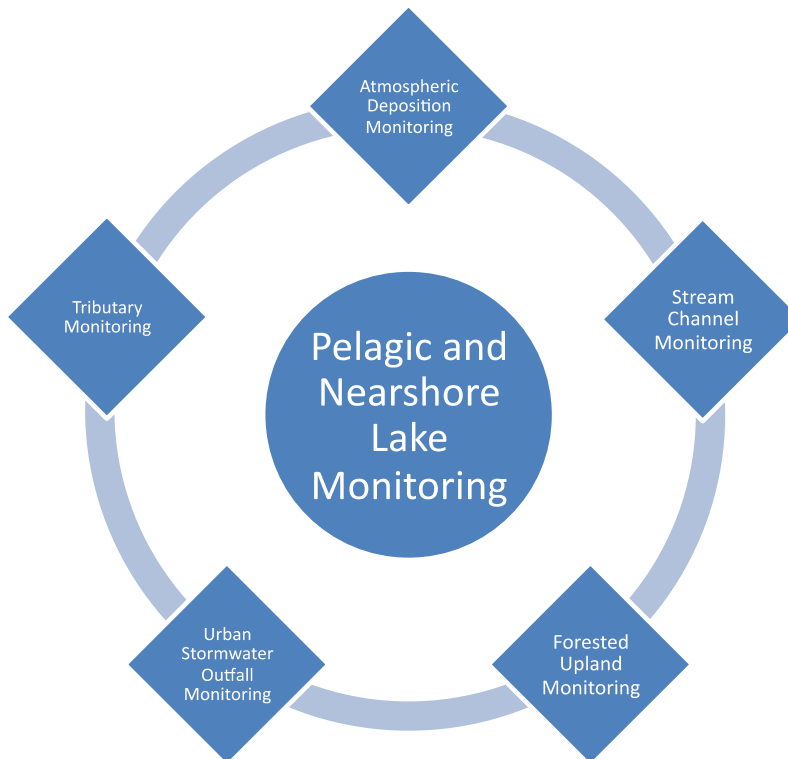 Atmospheric
Deposition
Monitoring
Tributary
Monitoring
Stream
Channel
Monitoring
Pelagic and
Nearshore
Lake
Monitoring
Urban
Stormwater
Outfall
Monitoring
Forested
Upland
Monitoring